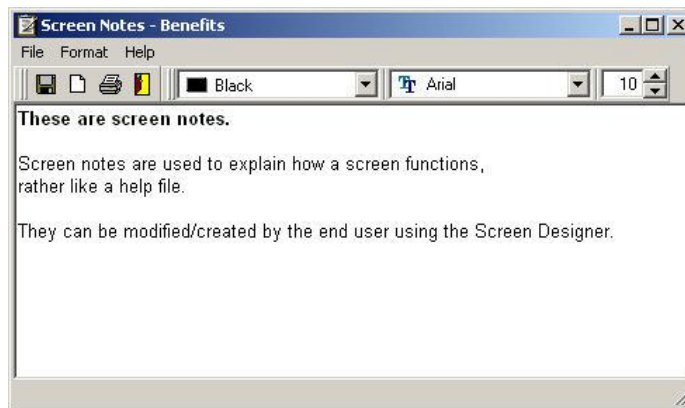 Screen Notes - Benefits
File Format Help
Black Arial 10
These are screen notes.
Screen notes are used to explain how a screen functions,
rather like a help file.
They can be modified/created by the end user using the Screen Designer.